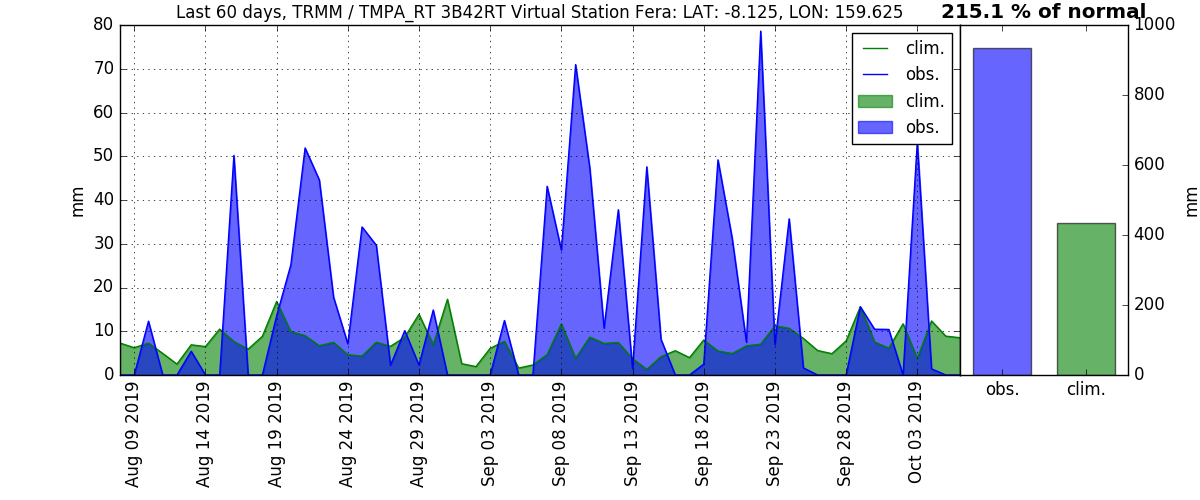 Last 60 days, TRMM / TMPA_RT 3B42RT Virtual Station Fera: LAT: -8.125, LON: 159.625
215.1 % of normal
80
70
60
50
40
30
20
10
0
mm
clim.
obs.
clim.
obs.
Aug 09 2019
Aug 14 2019
Aug 19 2019
Aug 24 2019
Aug 29 2019
Sep 03 2019
Sep 08 2019
Sep 13 2019
Sep 18 2019
Sep 23 2019
Sep 28 2019
Oct 03 2019
1000
800
600
400
200
0
mm
obs.
clim.